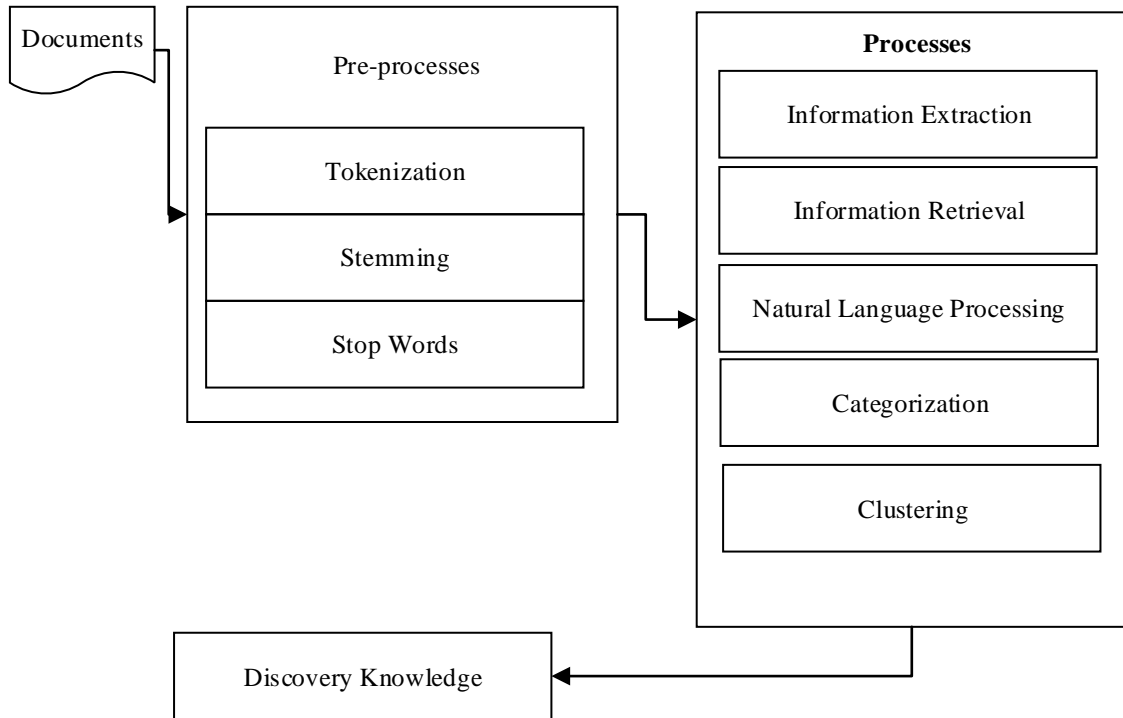 Documents
Pre-processes
Tokenization
Stemming
Stop Words
Processes
Information Extraction
Information Retrieval
Natural Language Processing
Categorization
Clustering
Discovery Knowledge